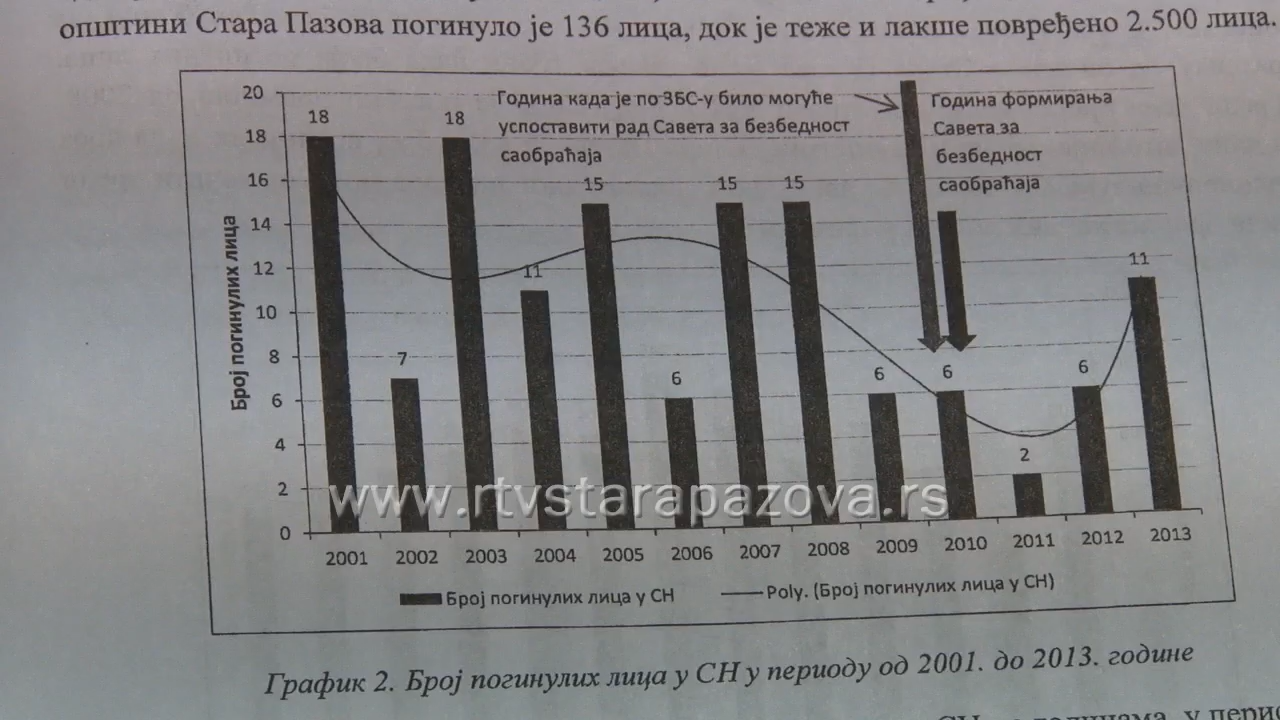 општини Стара Пазова погинуло је 136 лица, док је теже и лакше повређено 2.500 лица.
Година када је по ЗБС-у било могуће
успоставити рад Савета за безбедност
саобраћаја
Година формирања
Савета за
безбедност
саобраћаја
Број погинулих лица
20
18
16
14
12
10
8
6
4
2
0
18
7
18
11
15
6
15
15
6
6
2
6
11
2001 2002 2003 2004 2005 2006 2007 2008 2009 2010 2011 2012 2013
www.rtvstarapazova.rs
Број погинулих лица у СН
Poly. (Број погинулих лица у СН)
График 2. Број погинулих лица у СН у периоду од 2001. до 2013. године